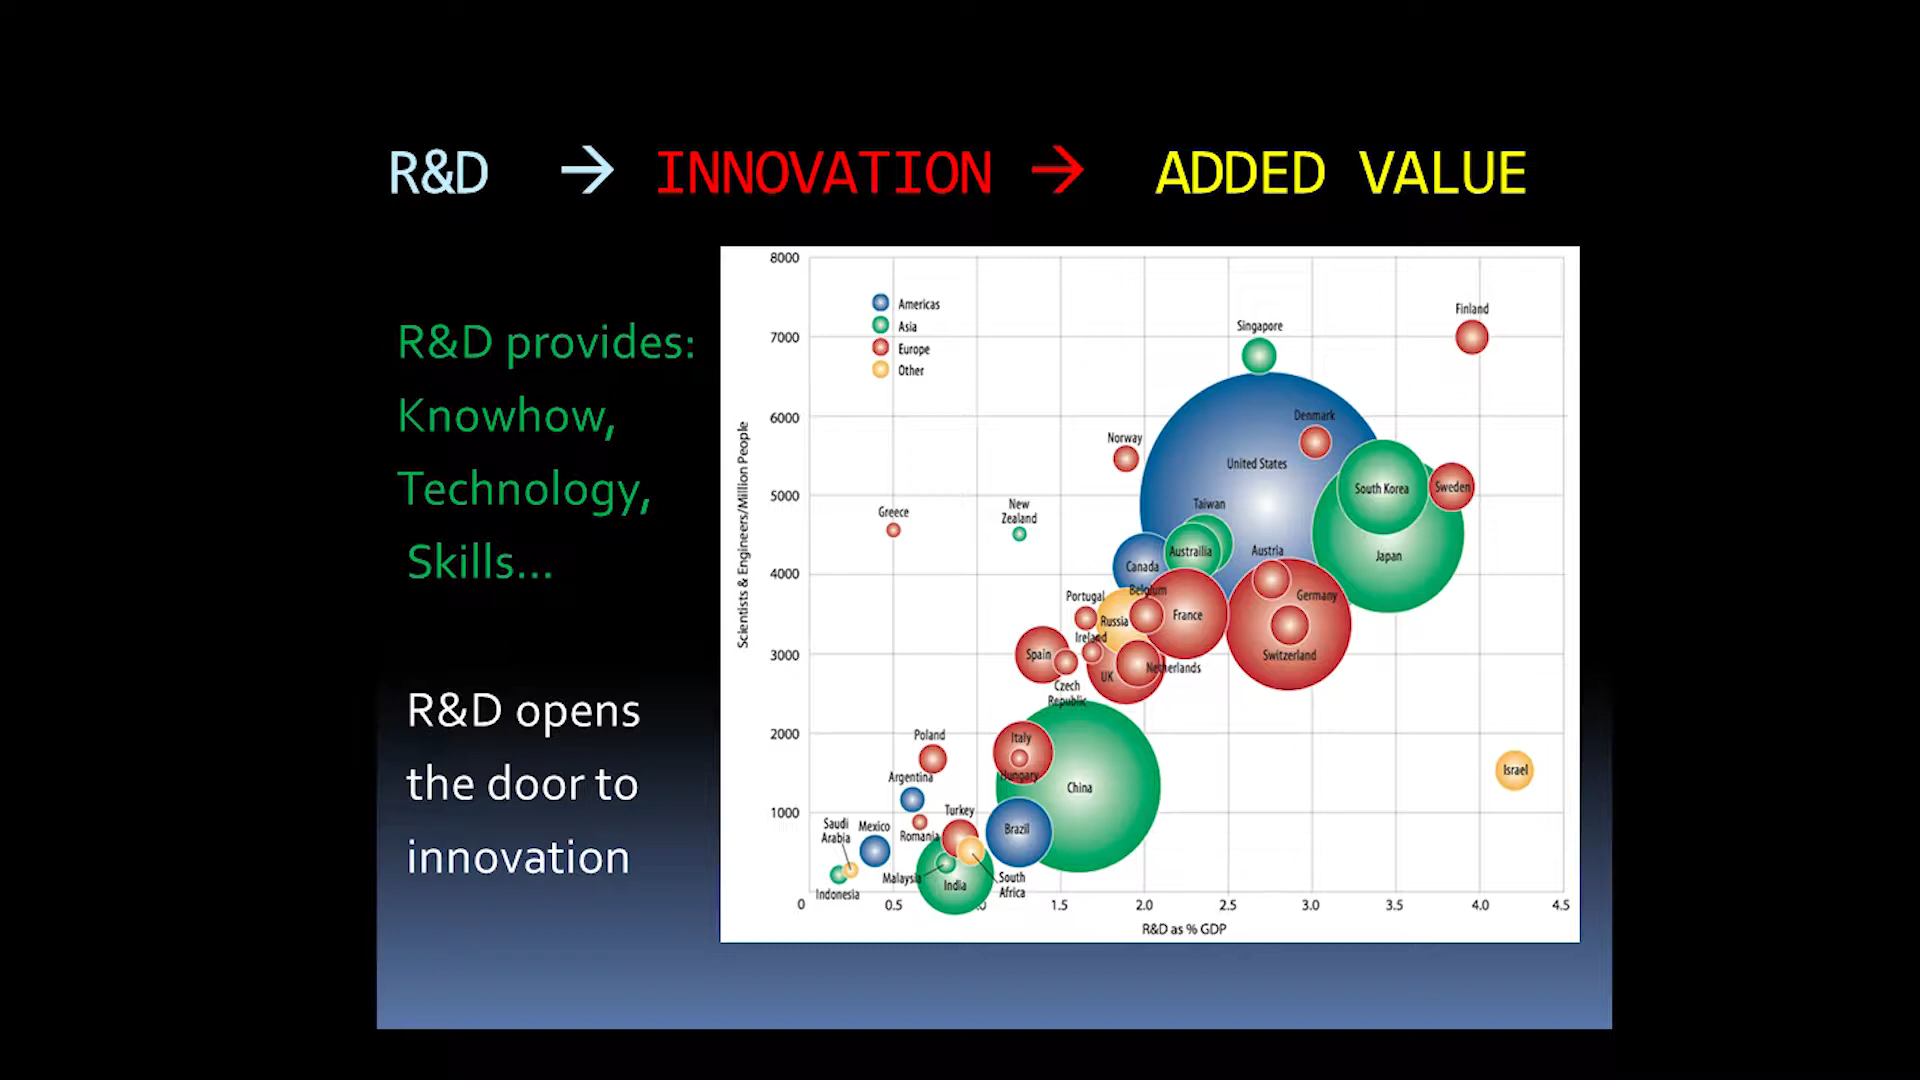 R&D → INNOVATION → ADDED VALUE
R&D provides:
Knowhow,
Technology,
Skills...
R&D opens
the door to
innovation
8000
7000
6000
5000
4000
3000
2000
1000
Scientists & Engineers/Million People
Americas
Asia
Europe
Other
Finland
Singapore
Denmark
Norway
United States
South Korea
Sweden
Greece
New
Zealand
Taiwan
Austrailia
Austria
Japan
Canada
Belgium
Portugal
Germany
France
Russia
Ireland
Spain
Switzerland
Netherlands
UK
Czech
Republic
Poland
Italy
Hungary
Israel
Argentina
China
Turkey
Saudi
Arabia
Mexico
Romania
Brazil
Malaysia
India
South
Africa
Indonesia
0 0.5 1.5 2.0 2.5 3.0 3.5 4.0 4.5
R&D as % GDP